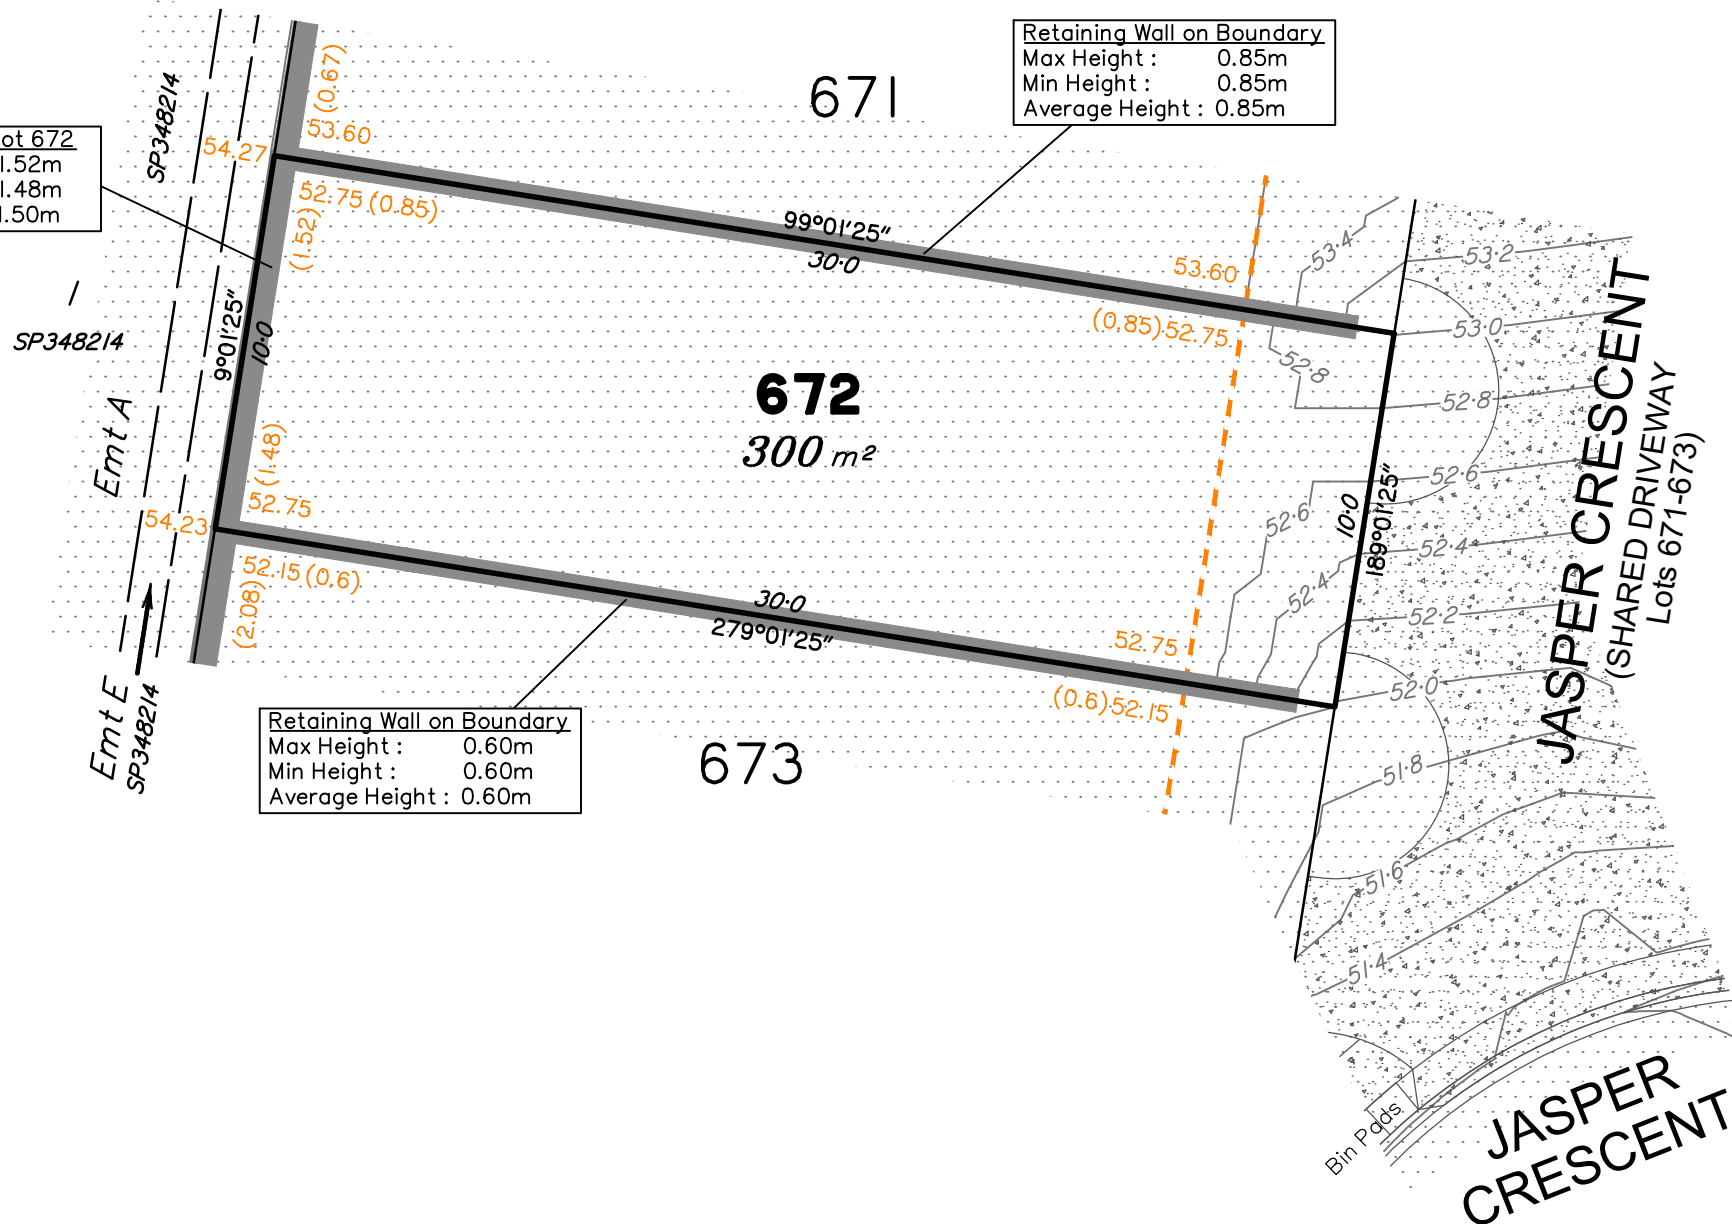 Retaining Wall on Boundary
Max Height : 0.85m
Min Height : 0.85m
Average Height : 0.85m
671
SP348214
(0.67)
53.60
54.27
ot 672
1.52m
1.48m
1.50m
52.75 (0.85)
(1.52)
99°01'25"
30·0
53.60
(0.85) 52.75
53·4
53·2
53·0
52·8
52·8
52·6
52·6
52·4
52·4
52·2
52·0
51·8
51·6
51·4
9°01'25"
10·0
SP348214
672
300 m²
Emt A
(1.48)
52.75
54.23
52.15 (0.6)
(2.08)
30·0
279°01'25"
52.75
(0.6) 52.15
10·0
189°01'25"
JASPER CRESCENT
(SHARED DRIVEWAY
Lots 671-673)
Emt E
SP348214
Retaining Wall on Boundary
Max Height : 0.60m
Min Height : 0.60m
Average Height : 0.60m
673
Bin Pads
JASPER
CRESCENT